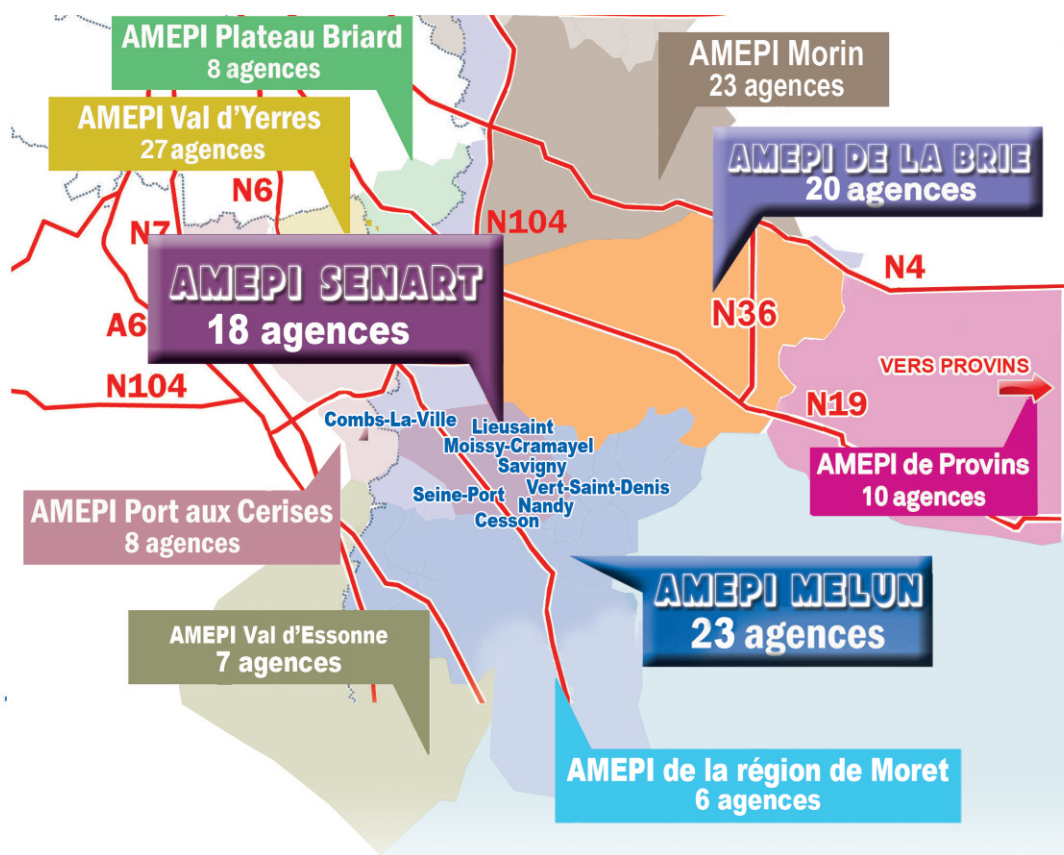 AMEPI Plateau Briard
8 agences
AMEPI Morin
23 agences
AMEPI Val d'Yerres
27 agences
AMEPI DE LA BRIE
20 agences
N6
N7
N104
N4
AMEPI SENART
18 agences
N36
A6
VERS PROVINS
N104
N19
Combs-La-Ville
Lieusaint
Moissy-Cramayel
Savigny
AMEPI de Provins
10 agences
Seine-Port
Vert-Saint-Denis
Nandy
Cesson
AMEPI Port aux Cerises
8 agences
AMEPI MELUN
23 agences
AMEPI Val d'Essonne
7 agences
AMEPI de la région de Moret
6 agences